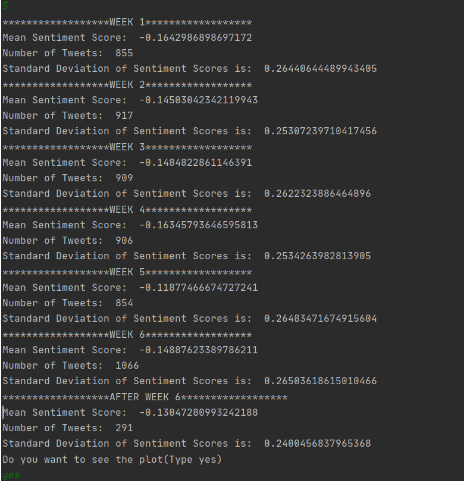 5
******************WEEK 1******************
Mean Sentiment Score:  -0.1642986898697172
Number of Tweets:  855
Standard Deviation of Sentiment Scores is:  0.26440644489943405
******************WEEK 2******************
Mean Sentiment Score:  -0.14503042342119943
Number of Tweets:  917
Standard Deviation of Sentiment Scores is:  0.25307239710417456
******************WEEK 3******************
Mean Sentiment Score:  -0.1484822861146391
Number of Tweets:  909
Standard Deviation of Sentiment Scores is:  0.2622323886464896
******************WEEK 4******************
Mean Sentiment Score:  -0.16345793646595813
Number of Tweets:  906
Standard Deviation of Sentiment Scores is:  0.2534263982813905
******************WEEK 5******************
Mean Sentiment Score:  -0.11877466674727241
Number of Tweets:  854
Standard Deviation of Sentiment Scores is:  0.26483471674915604
******************WEEK 6******************
Mean Sentiment Score:  -0.14887623389786211
Number of Tweets:  1066
Standard Deviation of Sentiment Scores is:  0.26503618615010466
******************AFTER WEEK 6******************
Mean Sentiment Score:  -0.13047280993242188
Number of Tweets:  291
Standard Deviation of Sentiment Scores is:  0.2400456837965368
Do you want to see the plot(Type yes)
yes